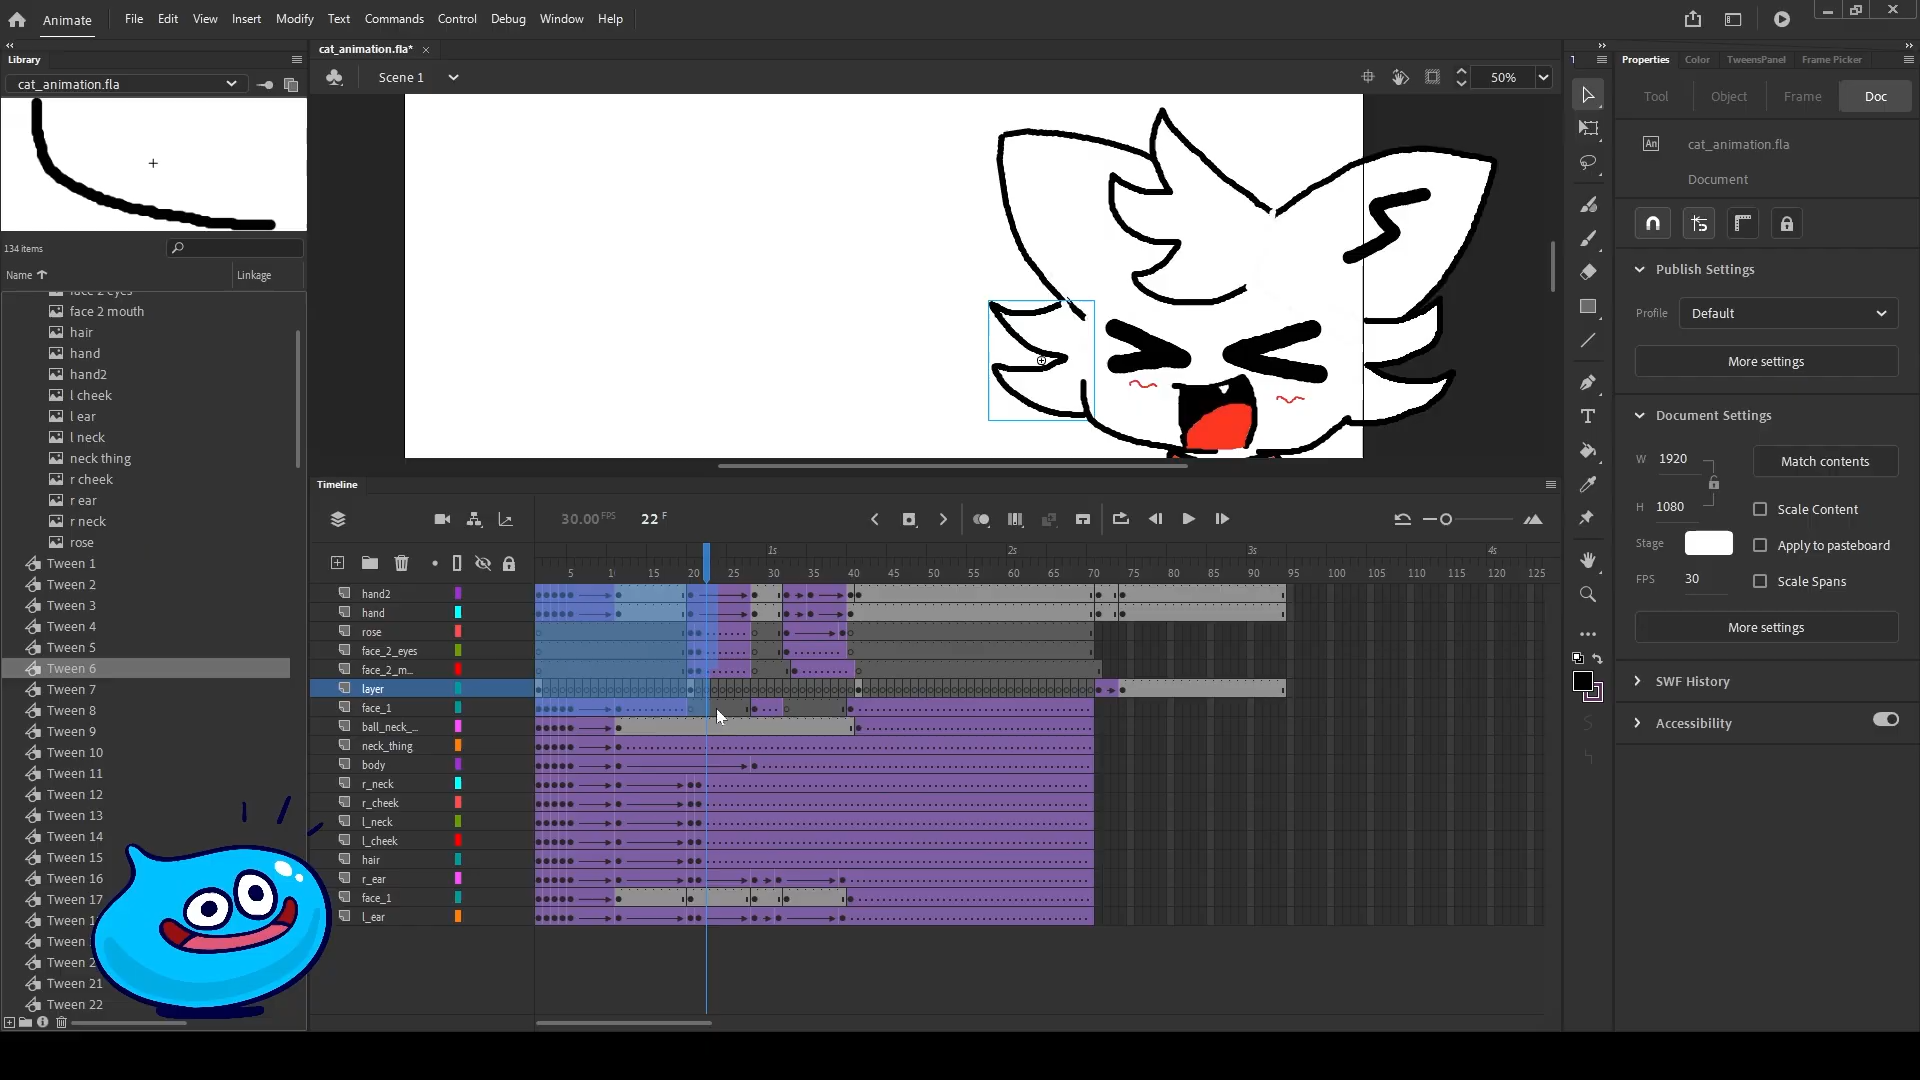 Animate File Edit View Insert Modify Text Commands Control Debug Window Help
Library
cat_animation.fla
134 items
Name Linkage
face 2 eyes
face 2 mouth
hair
hand
hand2
l cheek
l ear
l neck
neck thing
r cheek
r ear
r neck
rose
Tween 1
Tween 2
Tween 3
Tween 4
Tween 5
Tween 6
Tween 7
Tween 8
Tween 9
Tween 10
Tween 11
Tween 12
Tween 13
Tween 14
Tween 15
Tween 16
Tween 17
Tween 21
Tween 22
cat_animation.fla*
Scene 1 50%
Timeline
30.00 FPS 22 F
1s 2s 3s 4s
5 1 15 20 25 30 35 40 45 50 55 60 65 70 75 80 85 90 95 100 105 110 115 120 125
hand2
hand
rose
face_2_eyes
face_2_m...
layer
face_1
ball_neck_...
neck_thing
body
r_neck
r_cheek
l_neck
l_cheek
hair
r_ear
face_1
l_ear
Properties Color TweensPanel Frame Picker
Tool Object Frame Doc
An cat_animation.fla
Document
Publish Settings
Profile Default
More settings
Document Settings
W 1920 Match contents
H 1080 Scale Content
Stage Apply to pasteboard
FPS 30 Scale Spans
More settings
SWF History
Accessibility